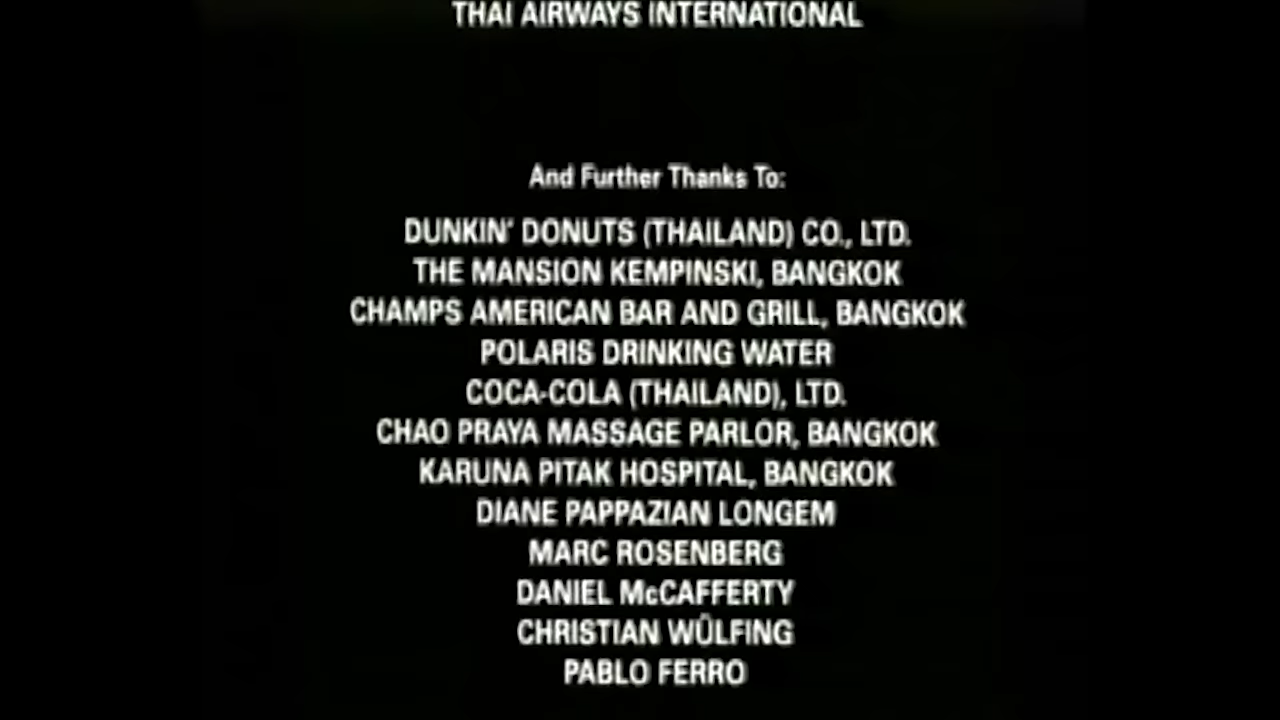 THAI AIRWAYS INTERNATIONAL
And Further Thanks To:
DUNKIN' DONUTS (THAILAND) CO., LTD.
THE MANSION KEMPINSKI, BANGKOK
CHAMPS AMERICAN BAR AND GRILL, BANGKOK
POLARIS DRINKING WATER
COCA-COLA (THAILAND), LTD.
CHAO PRAYA MASSAGE PARLOR, BANGKOK
KARUNA PITAK HOSPITAL, BANGKOK
DIANE PAPPAZIAN LONGEM
MARC ROSENBERG
DANIEL McCAFFERTY
CHRISTIAN WÜLFING
PABLO FERRO